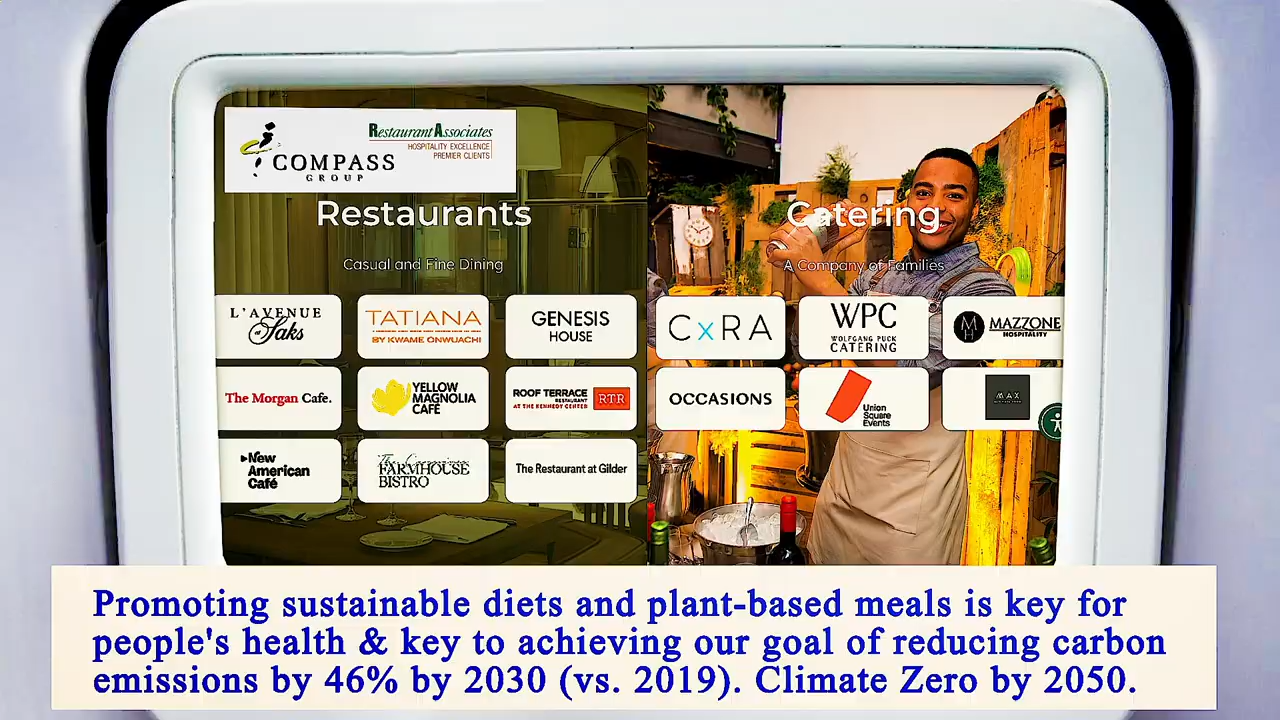 COMPASS
GROUP
Restaurant Associates
HOSPITALITY EXCELLENCE
PREMIER CLIENTS
Restaurants
Casual and Fine Dining
L'AVENUE
at
Saks
TATIANA
BY KWAME ONWUACHI
GENESIS
HOUSE
The Morgan Cafe.
YELLOW
MAGNOLIA
CAFÉ
ROOF TERRACE
RESTAURANT
AT THE KENNEDY CENTER
RTR
New
American
Café
FARMHOUSE
BISTRO
The Restaurant at Gilder
Catering
A Company of Families
CxRA
WPC
WOLFGANG PUCK
CATERING
MH
MAZZONE
HOSPITALITY
OCCASIONS
Union
Square
Events
MAX
Promoting sustainable diets and plant-based meals is key for
people's health & key to achieving our goal of reducing carbon
emissions by 46% by 2030 (vs. 2019). Climate Zero by 2050.